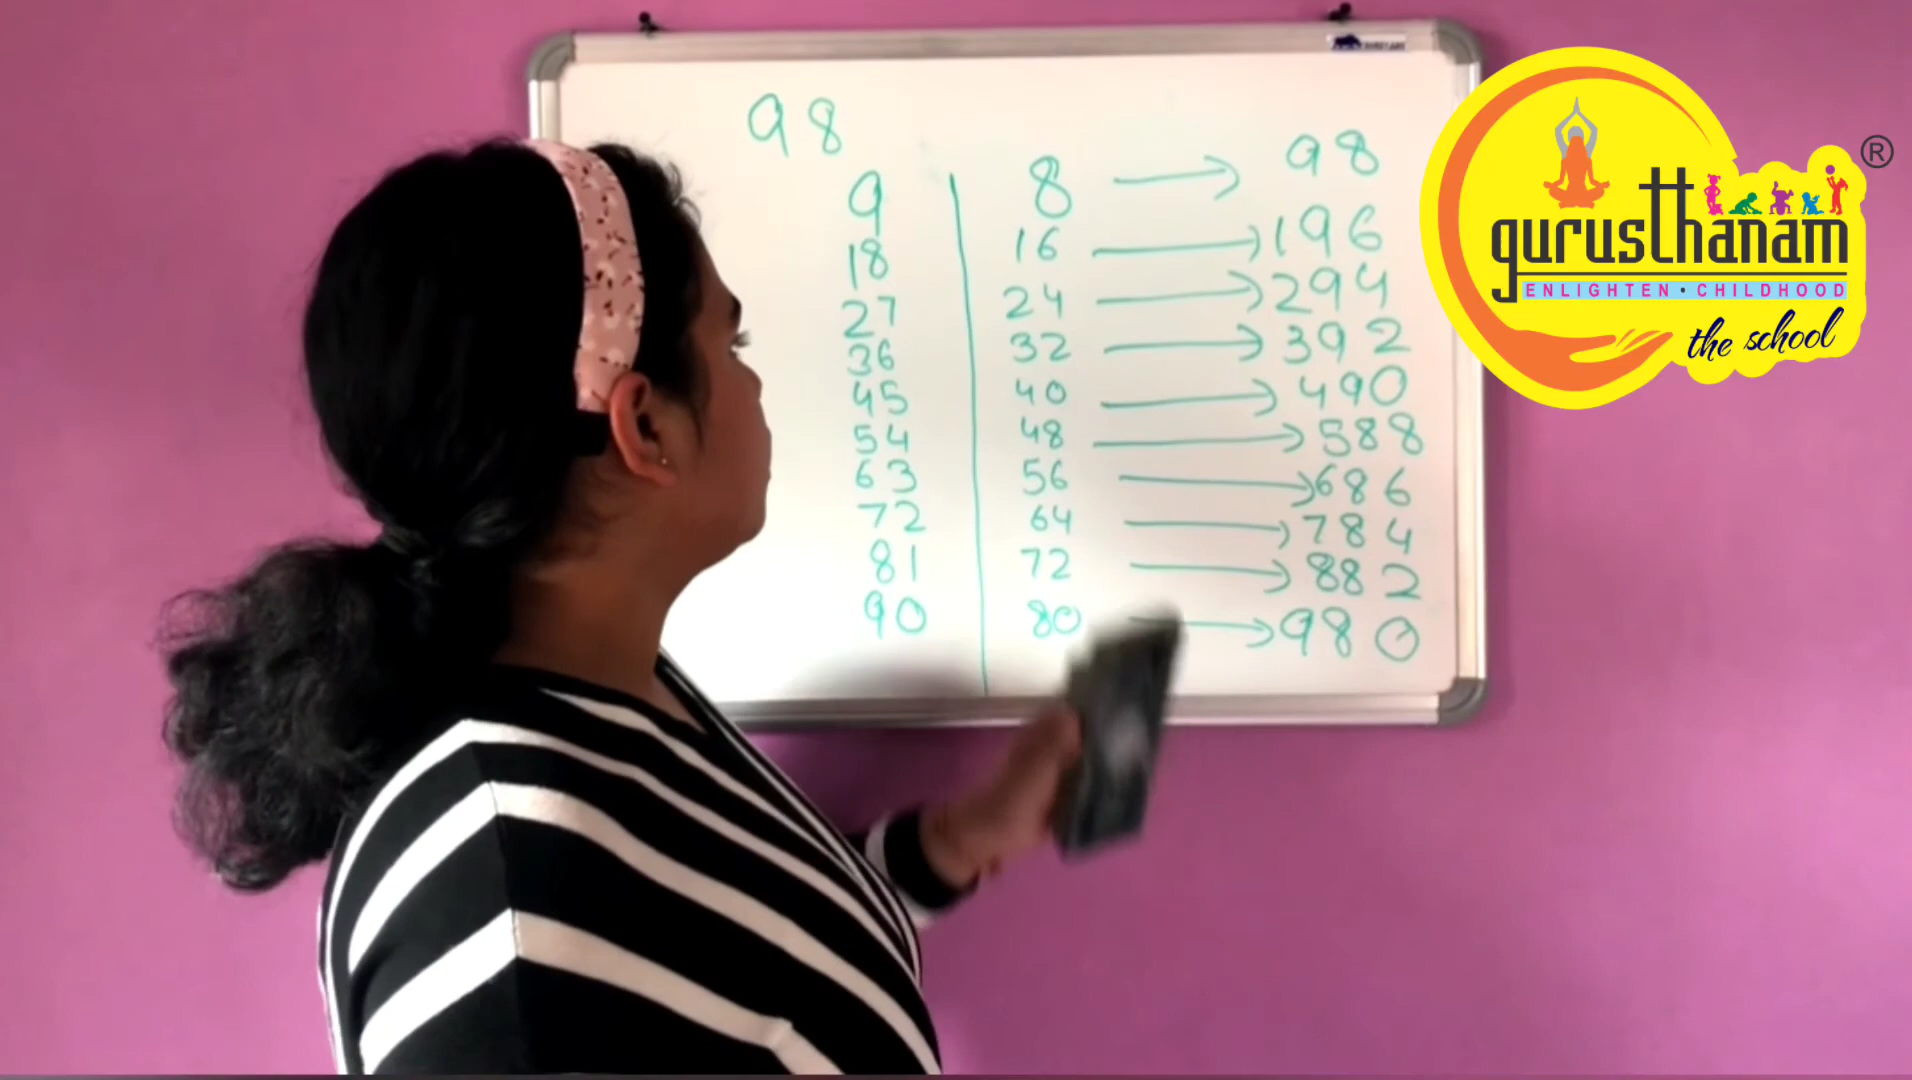 98
9 8 → 98
18 16 → 196
27 24 → 294
36 32 → 392
45 40 → 490
54 48 → 588
63 56 → 686
72 64 → 784
81 72 → 882
90 80 → 980
gurusthanam ®
ENLIGHTEN • CHILDHOOD
the school